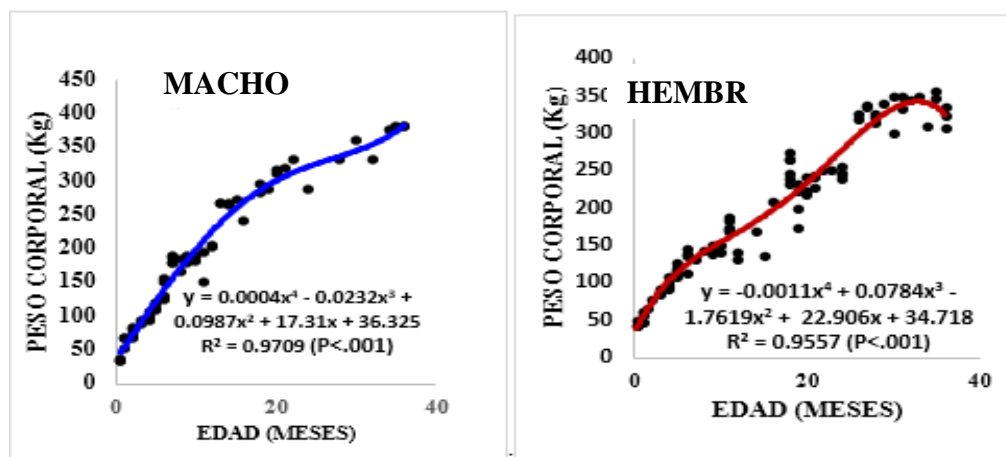 MACHO
PESO CORPORAL (Kg)
450
400
350
300
250
200
150
100
50
0
y = 0.0004x⁴ - 0.0232x³ +
0.0987x² + 17.31x + 36.325
R² = 0.9709 (P<.001)
0 20 40
EDAD (MESES)
HEMBR
PESO CORPORAL (Kg)
400
350
300
250
200
150
100
50
0
y = -0.0011x⁴ + 0.0784x³ -
1.7619x² + 22.906x + 34.718
R² = 0.9557 (P<.001)
0 20 40
EDAD (MESES)